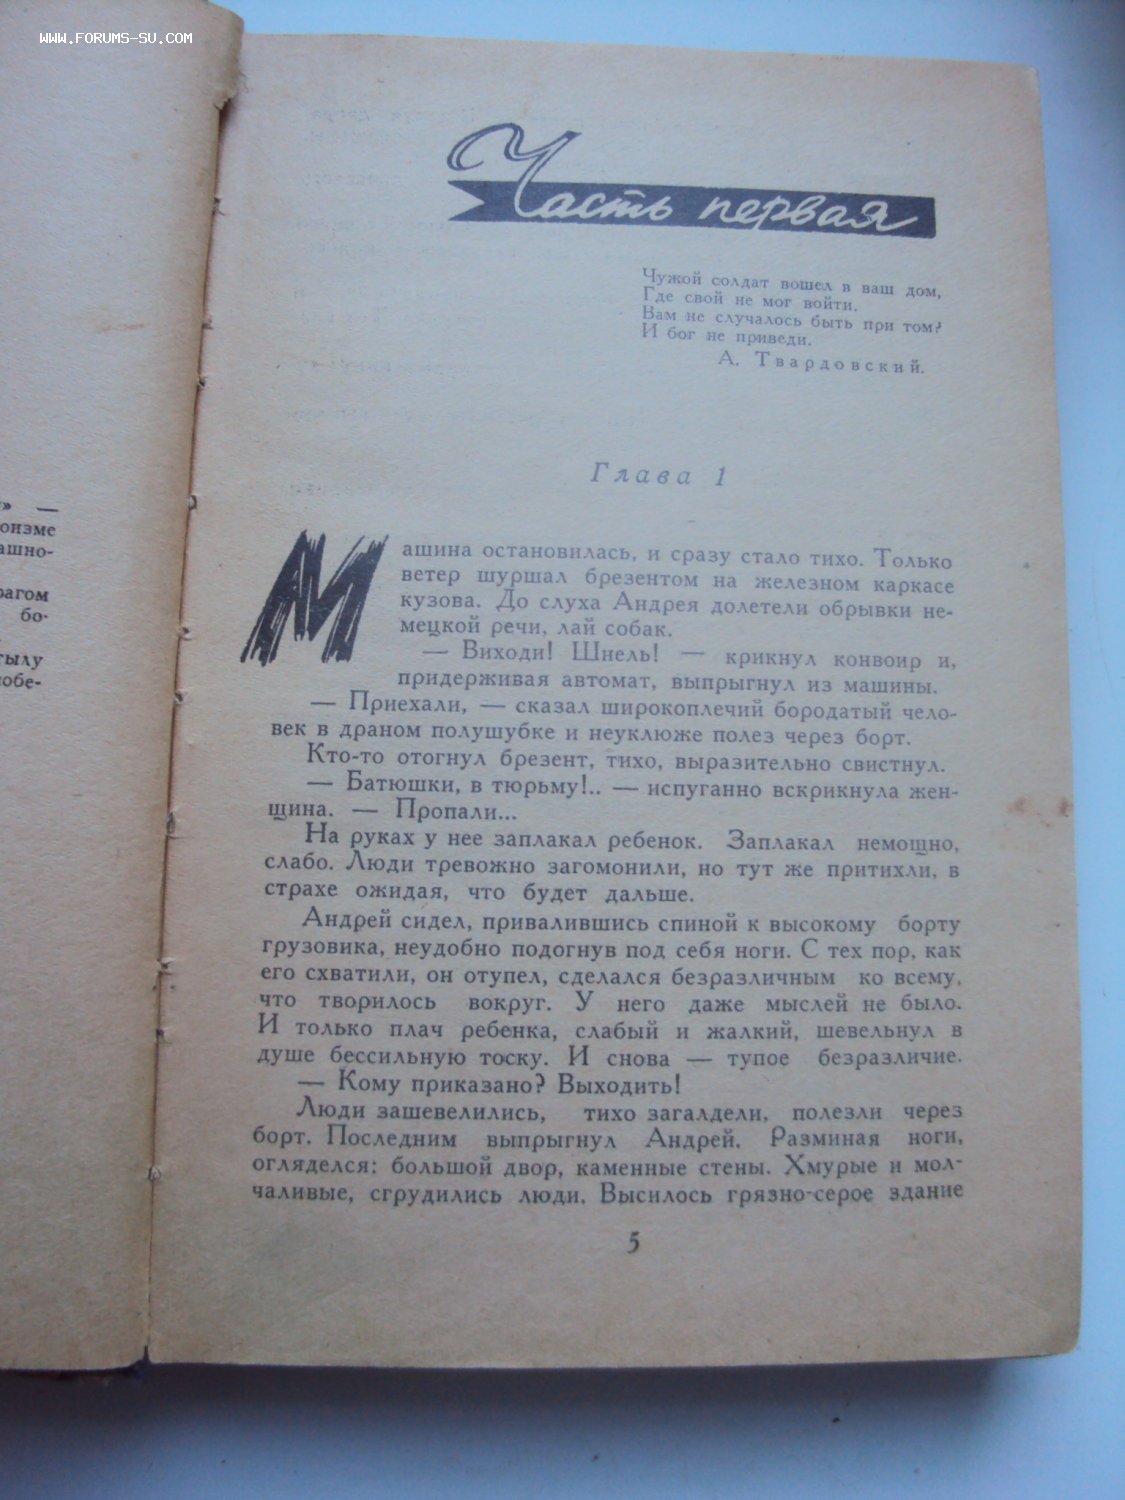 WWW.FORUMS-SU.COM
» —
оизме
ашно-
рагом
бо-
тылу
обе-
Часть первая
Чужой солдат вошел в ваш дом,
Где свой не мог войти.
Вам не случалось быть при том?
И бог не приведи.
А. Твардовский.
Глава 1
Машина остановилась, и сразу стало тихо. Только
ветер шуршал брезентом на железном каркасе
кузова. До слуха Андрея долетели обрывки не-
мецкой речи, лай собак.
— Виходи! Шнель! — крикнул конвоир и,
придерживая автомат, выпрыгнул из машины.
— Приехали, — сказал широкоплечий бородатый чело-
век в драном полушубке и неуклюже полез через борт.
Кто-то отогнул брезент, тихо, выразительно свистнул.
— Батюшки, в тюрьму!.. — испуганно вскрикнула жен-
щина. — Пропали...
На руках у нее заплакал ребенок. Заплакал немощно,
слабо. Люди тревожно загомонили, но тут же притихли, в
страхе ожидая, что будет дальше.
Андрей сидел, привалившись спиной к высокому борту
грузовика, неудобно подогнув под себя ноги. С тех пор, как
его схватили, он отупел, сделался безразличным ко всему,
что творилось вокруг. У него даже мыслей не было.
И только плач ребенка, слабый и жалкий, шевельнул в
душе бессильную тоску. И снова — тупое безразличие.
— Кому приказано? Выходить!
Люди зашевелились, тихо загалдели, полезли через
борт. Последним выпрыгнул Андрей. Разминая ноги,
огляделся: большой двор, каменные стены. Хмурые и мол-
чаливые, сгрудились люди. Высилось грязно-серое здание
5